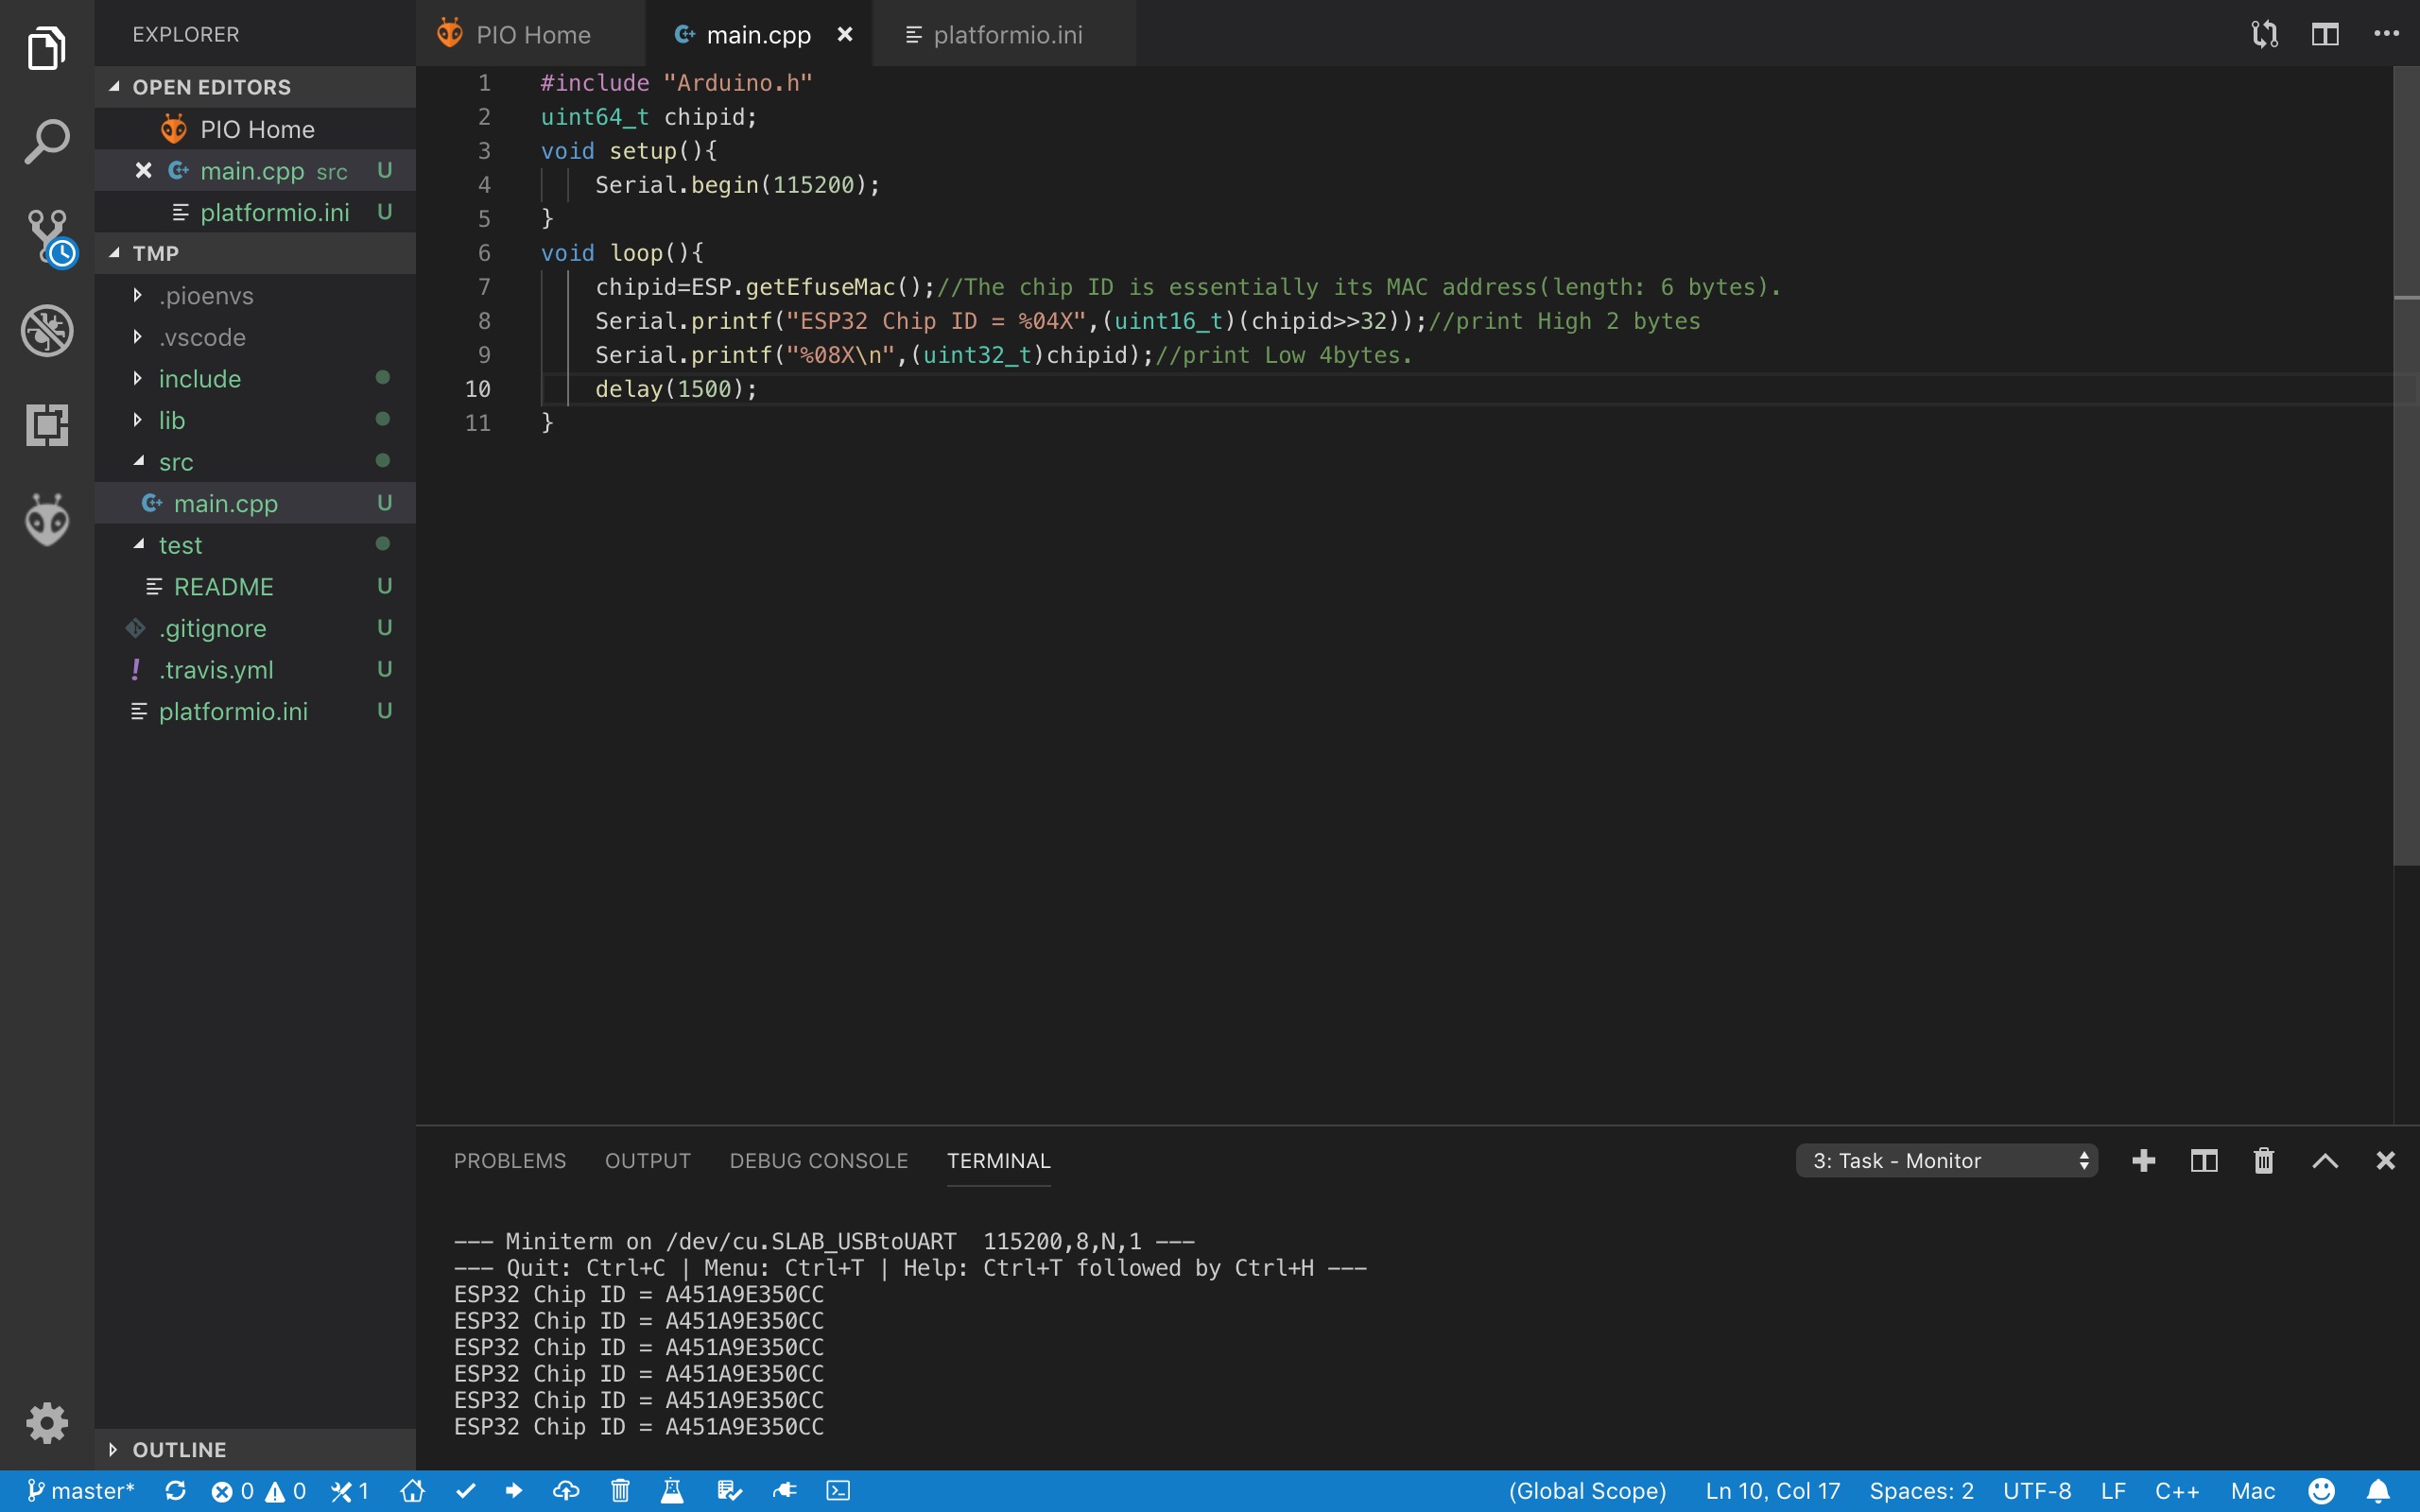 EXPLORER
OPEN EDITORS
PIO Home
main.cpp src U
platformio.ini U
TMP
.pioenvs
.vscode
include
lib
src
main.cpp U
test
README U
.gitignore U
.travis.yml U
platformio.ini U
OUTLINE
PIO Home main.cpp platformio.ini
1 #include "Arduino.h"
2 uint64_t chipid;
3 void setup(){
4 Serial.begin(115200);
5 }
6 void loop(){
7 chipid=ESP.getEfuseMac();//The chip ID is essentially its MAC address(length: 6 bytes).
8 Serial.printf("ESP32 Chip ID = %04X",(uint16_t)(chipid>>32));//print High 2 bytes
9 Serial.printf("%08X\n",(uint32_t)chipid);//print Low 4bytes.
10 delay(1500);
11 }
PROBLEMS OUTPUT DEBUG CONSOLE TERMINAL 3: Task - Monitor
--- Miniterm on /dev/cu.SLAB_USBtoUART  115200,8,N,1 ---
--- Quit: Ctrl+C | Menu: Ctrl+T | Help: Ctrl+T followed by Ctrl+H ---
ESP32 Chip ID = A451A9E350CC
ESP32 Chip ID = A451A9E350CC
ESP32 Chip ID = A451A9E350CC
ESP32 Chip ID = A451A9E350CC
ESP32 Chip ID = A451A9E350CC
ESP32 Chip ID = A451A9E350CC
master* 0 0 1 (Global Scope) Ln 10, Col 17 Spaces: 2 UTF-8 LF C++ Mac